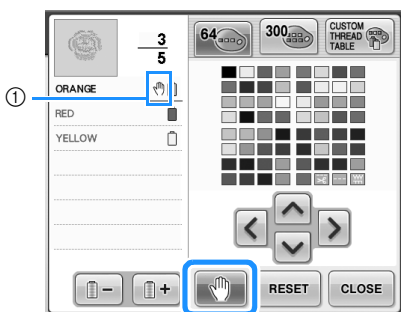 3
5
64
300
CUSTOM
THREAD
TABLE
1
ORANGE
RED
YELLOW
RESET
CLOSE